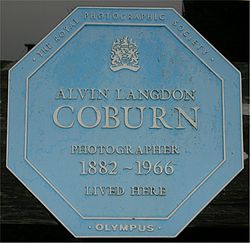 · THE ROYAL PHOTOGRAPHIC SOCIETY ·
ALVIN LANGDON
COBURN
PHOTOGRAPHER
1882 ~ 1966
LIVED HERE
· OLYMPUS ·